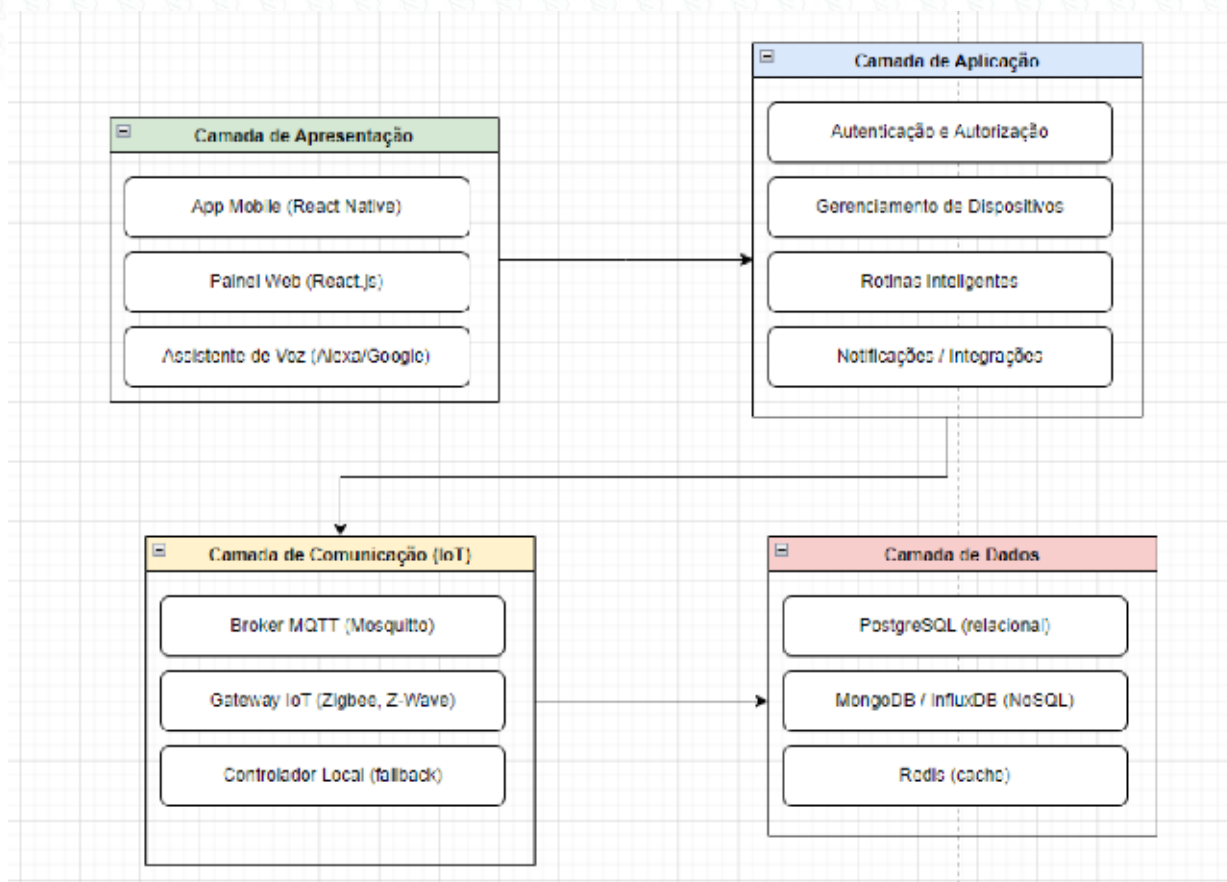 Camada de Apresentação
App Mobile (React Native)
Painel Web (React.js)
Assistente de Voz (Alexa/Google)
Camada de Aplicação
Autenticação e Autorização
Gerenciamento de Dispositivos
Rotinas Inteligentes
Notificações / Integrações
Camada de Comunicação (IoT)
Broker MQTT (Mosquitto)
Gateway IoT (Zigbee, Z-Wave)
Controlador Local (fallback)
Camada de Dados
PostgreSQL (relacional)
MongoDB / InfluxDB (NoSQL)
Redis (cache)